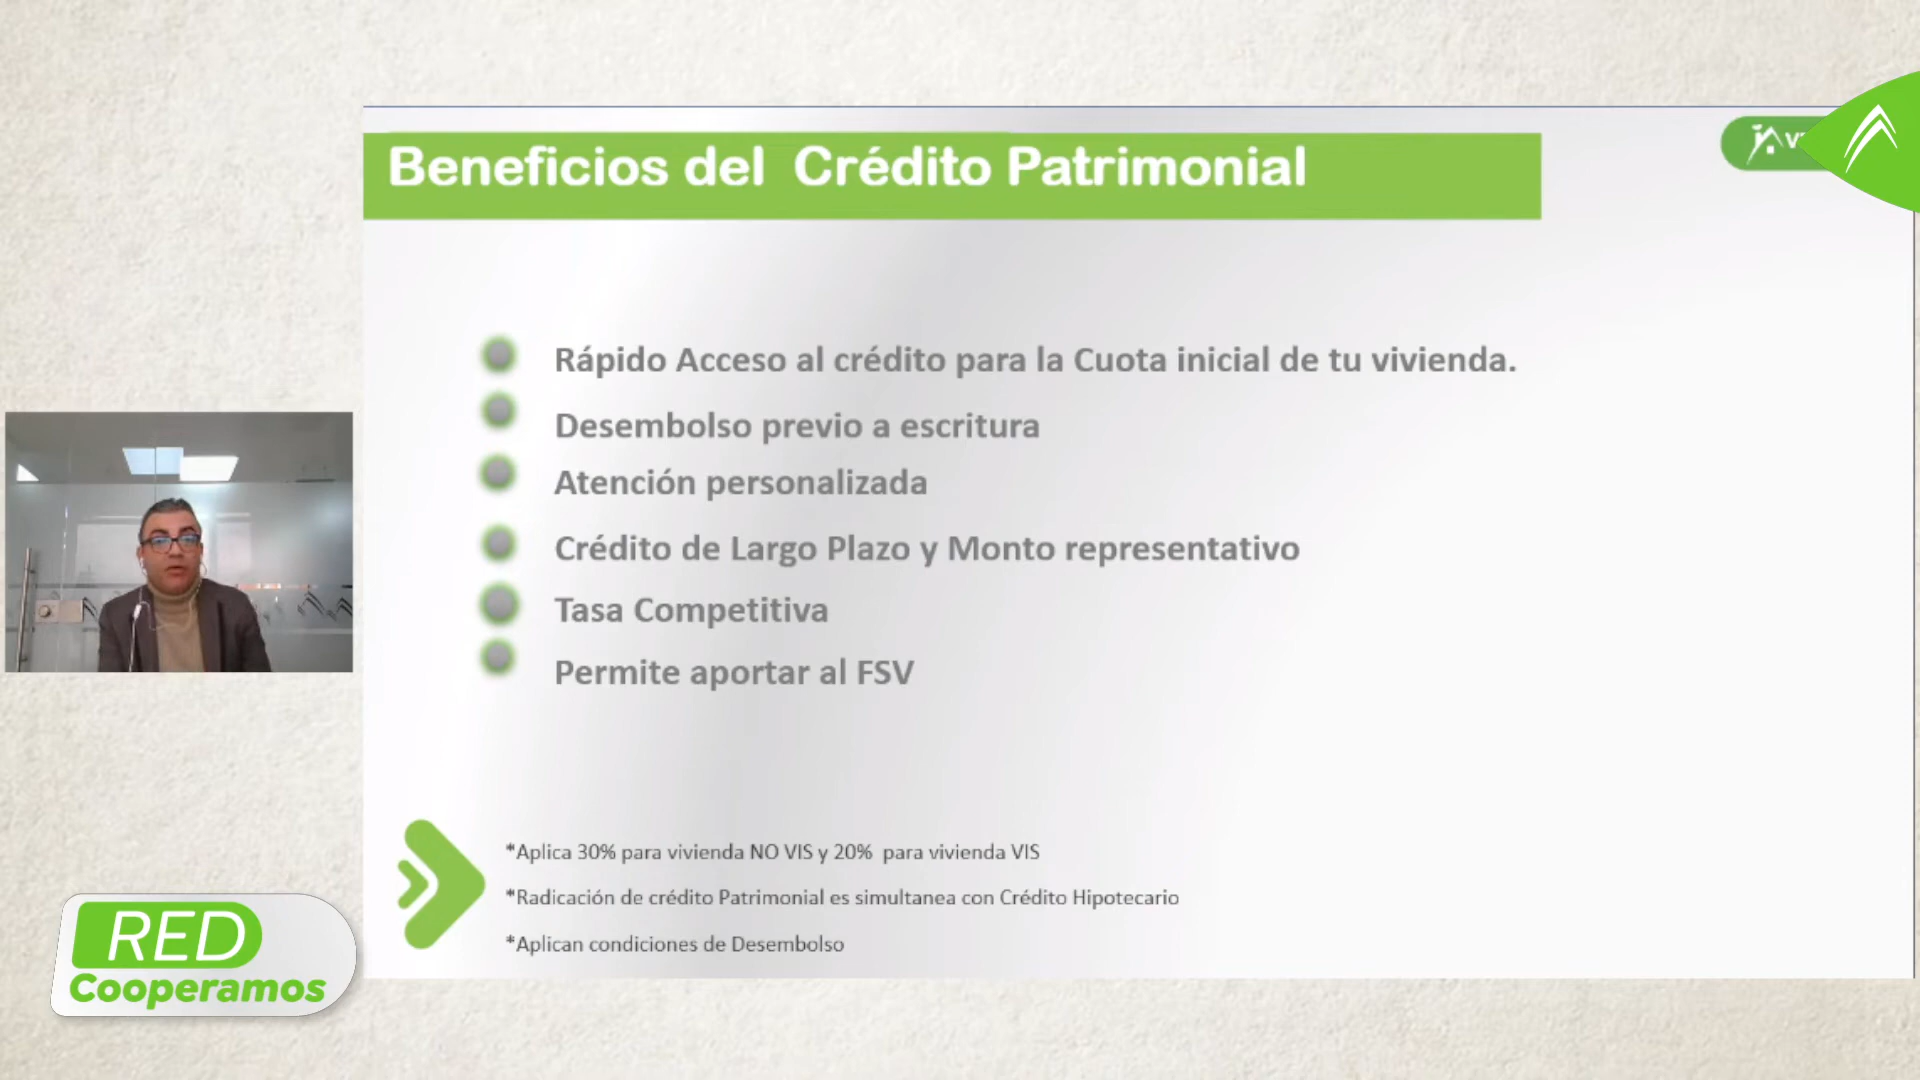 Beneficios del Crédito Patrimonial
Rápido Acceso al crédito para la Cuota inicial de tu vivienda.
Desembolso previo a escritura
Atención personalizada
Crédito de Largo Plazo y Monto representativo
Tasa Competitiva
Permite aportar al FSV
*Aplica 30% para vivienda NO VIS y 20% para vivienda VIS
*Radicación de crédito Patrimonial es simultanea con Crédito Hipotecario
*Aplican condiciones de Desembolso
RED
Cooperamos